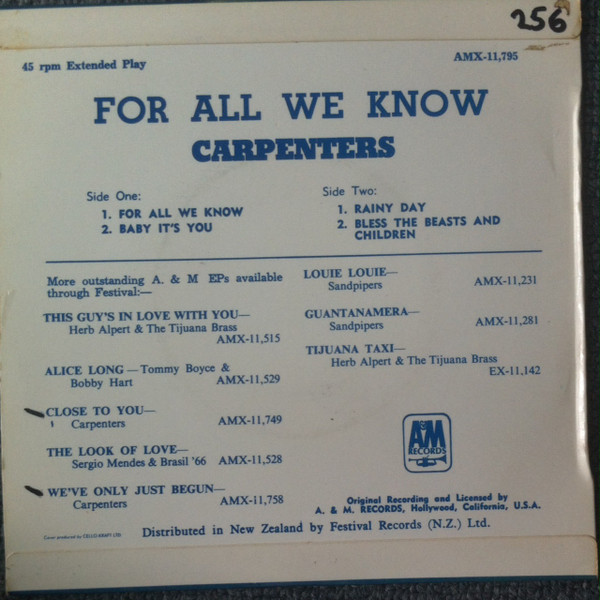 256
45 rpm Extended Play
AMX-11,795
FOR ALL WE KNOW
CARPENTERS
Side One:
1. FOR ALL WE KNOW
2. BABY IT'S YOU
Side Two:
1. RAINY DAY
2. BLESS THE BEASTS AND
CHILDREN
More outstanding A. & M EPs available
through Festival:—
THIS GUY'S IN LOVE WITH YOU—
Herb Alpert & The Tijuana Brass
AMX-11,515
ALICE LONG — Tommy Boyce &
Bobby Hart AMX-11,529
CLOSE TO YOU—
Carpenters AMX-11,749
THE LOOK OF LOVE—
Sergio Mendes & Brasil '66 AMX-11,528
WE'VE ONLY JUST BEGUN—
Carpenters AMX-11,758
LOUIE LOUIE—
Sandpipers AMX-11,231
GUANTANAMERA—
Sandpipers AMX-11,281
TIJUANA TAXI—
Herb Alpert & The Tijuana Brass
EX-11,142
A&M
RECORDS
Original Recording and Licensed by
A. & M. RECORDS, Hollywood, California, U.S.A.
Distributed in New Zealand by Festival Records (N.Z.) Ltd.
Cover produced by CELLO-KRAFT LTD